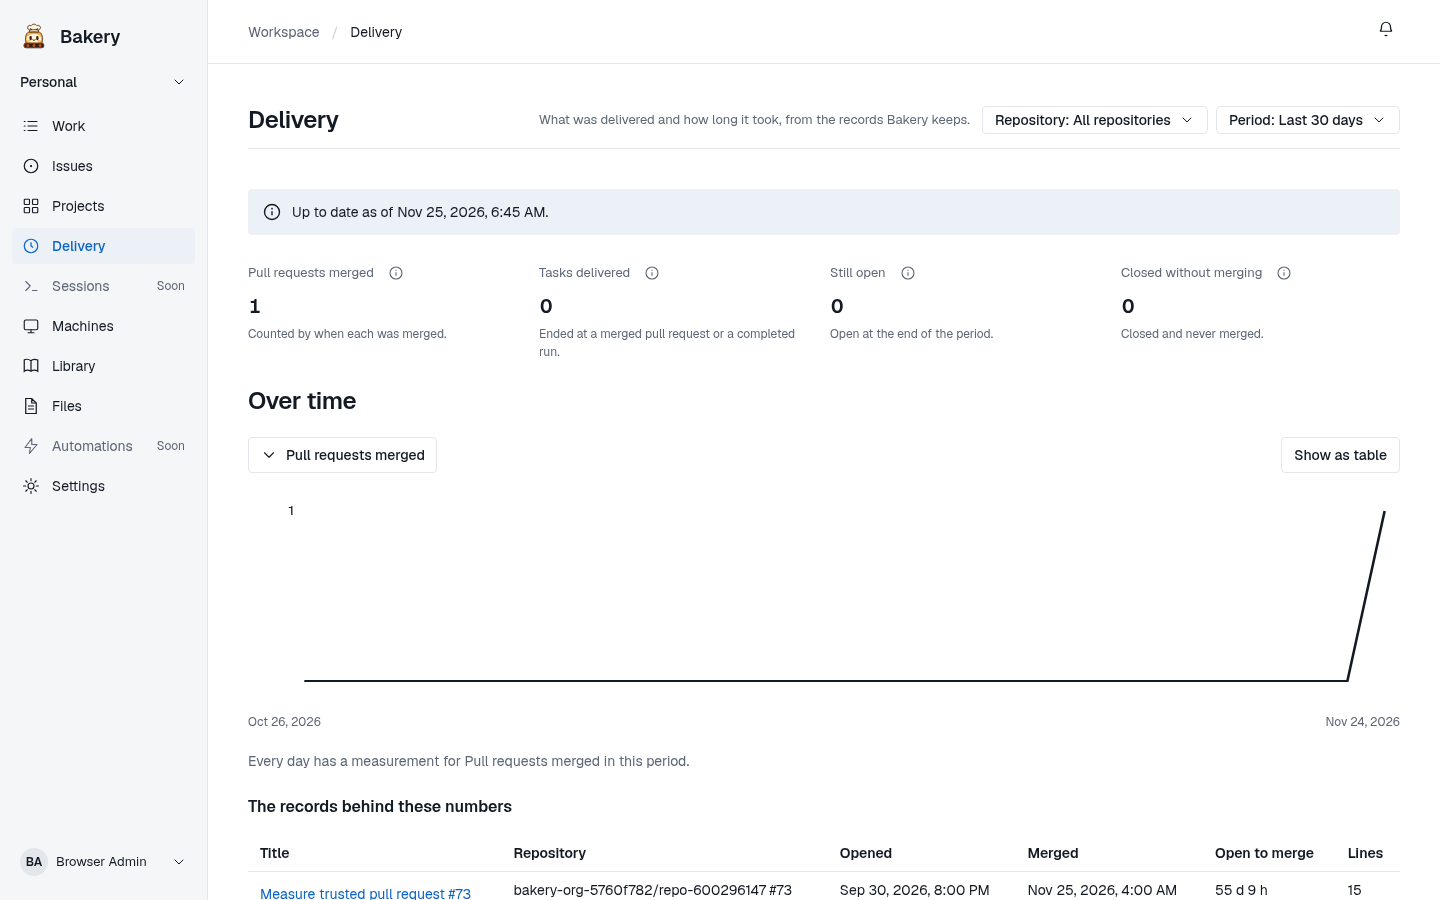 Bakery
Personal
Work
Issues
Projects
Delivery
Sessions Soon
Machines
Library
Files
Automations Soon
Settings
BA Browser Admin
Workspace / Delivery
Delivery
What was delivered and how long it took, from the records Bakery keeps.
Repository: All repositories
Period: Last 30 days
Up to date as of Nov 25, 2026, 6:45 AM.
Pull requests merged
1
Counted by when each was merged.
Tasks delivered
0
Ended at a merged pull request or a completed
run.
Still open
0
Open at the end of the period.
Closed without merging
0
Closed and never merged.
Over time
Pull requests merged
Show as table
1
Oct 26, 2026
Nov 24, 2026
Every day has a measurement for Pull requests merged in this period.
The records behind these numbers
Title Repository Opened Merged Open to merge Lines
Measure trusted pull request #73 bakery-org-5760f782/repo-600296147 #73 Sep 30, 2026, 8:00 PM Nov 25, 2026, 4:00 AM 55 d 9 h 15